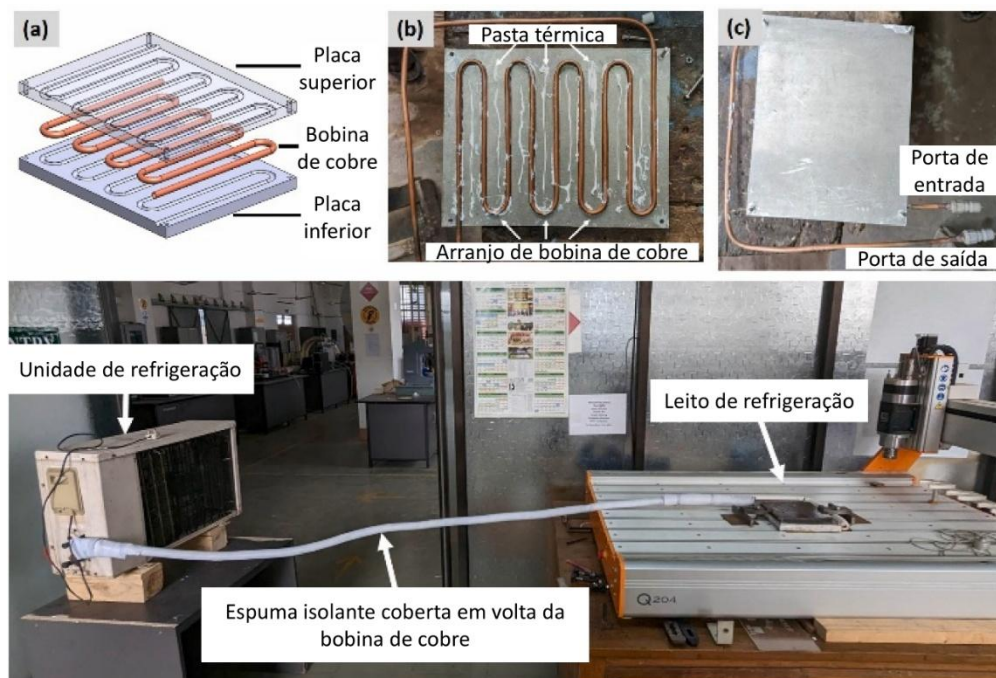 (a)
Placa
superior
Bobina
de cobre
Placa
inferior
(b)
Pasta térmica
Arranjo de bobina de cobre
(c)
Porta de
entrada
Porta de saída
Unidade de refrigeração
Leito de refrigeração
Espuma isolante coberta em volta da
bobina de cobre
Q204